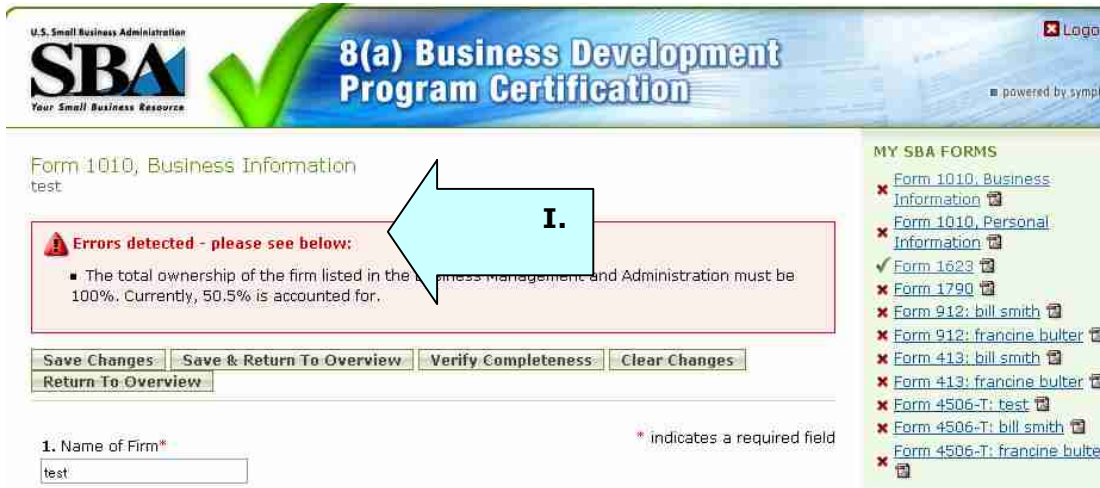 U.S. Small Business Administration
SBA
Your Small Business Resource
8(a) Business Development
Program Certification
powered by
Form 1010, Business Information
test
I.
Errors detected - please see below:
The total ownership of the firm listed in the and Administration must be
100%. Currently, 50.5% is accounted for.
Save Changes Save & Return To Overview Verify Completeness Clear Changes
Return To Overview
* indicates a required field
1. Name of Firm*
test
MY SBA FORMS
Form 1010, Business
Information
Form 1010, Personal
Information
Form 1623
Form 1790
Form 912: bill smith
Form 912: francine bulter
Form 413: bill smith
Form 413: francine bulter
Form 4506-T: test
Form 4506-T: bill smith
Form 4506-T: francine